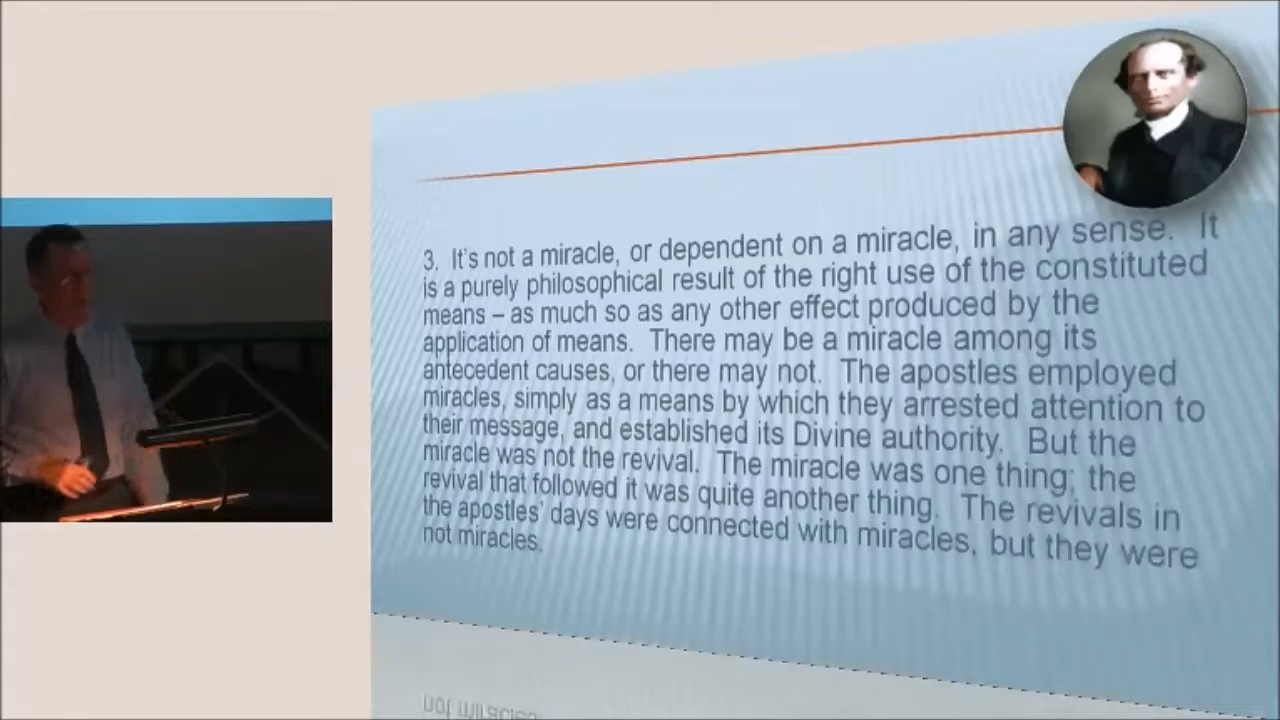 3. It's not a miracle, or dependent on a miracle, in any sense. It
is a purely philosophical result of the right use of the constituted
means – as much so as any other effect produced by the
application of means. There may be a miracle among its
antecedent causes, or there may not. The apostles employed
miracles, simply as a means by which they arrested attention to
their message, and established its Divine authority. But the
miracle was not the revival. The miracle was one thing; the
revival that followed it was quite another thing. The revivals in
the apostles' days were connected with miracles, but they were
not miracles.
not miracles